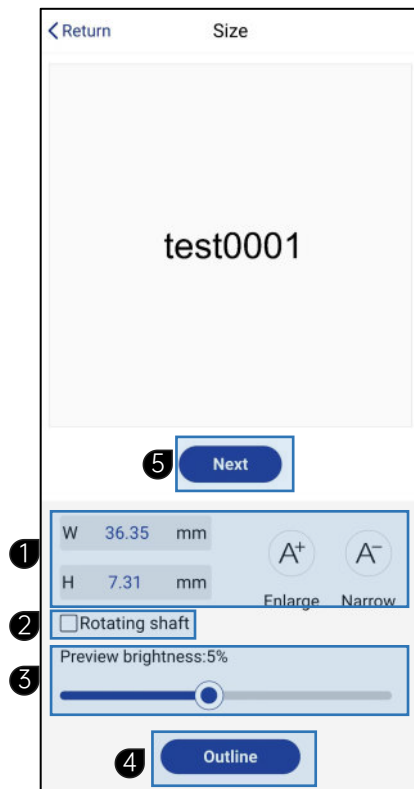 Return Size
test0001
5 Next
1 W 36.35 mm
H 7.31 mm
A+ A-
Enlarge Narrow
2 Rotating shaft
3 Preview brightness:5%
4 Outline